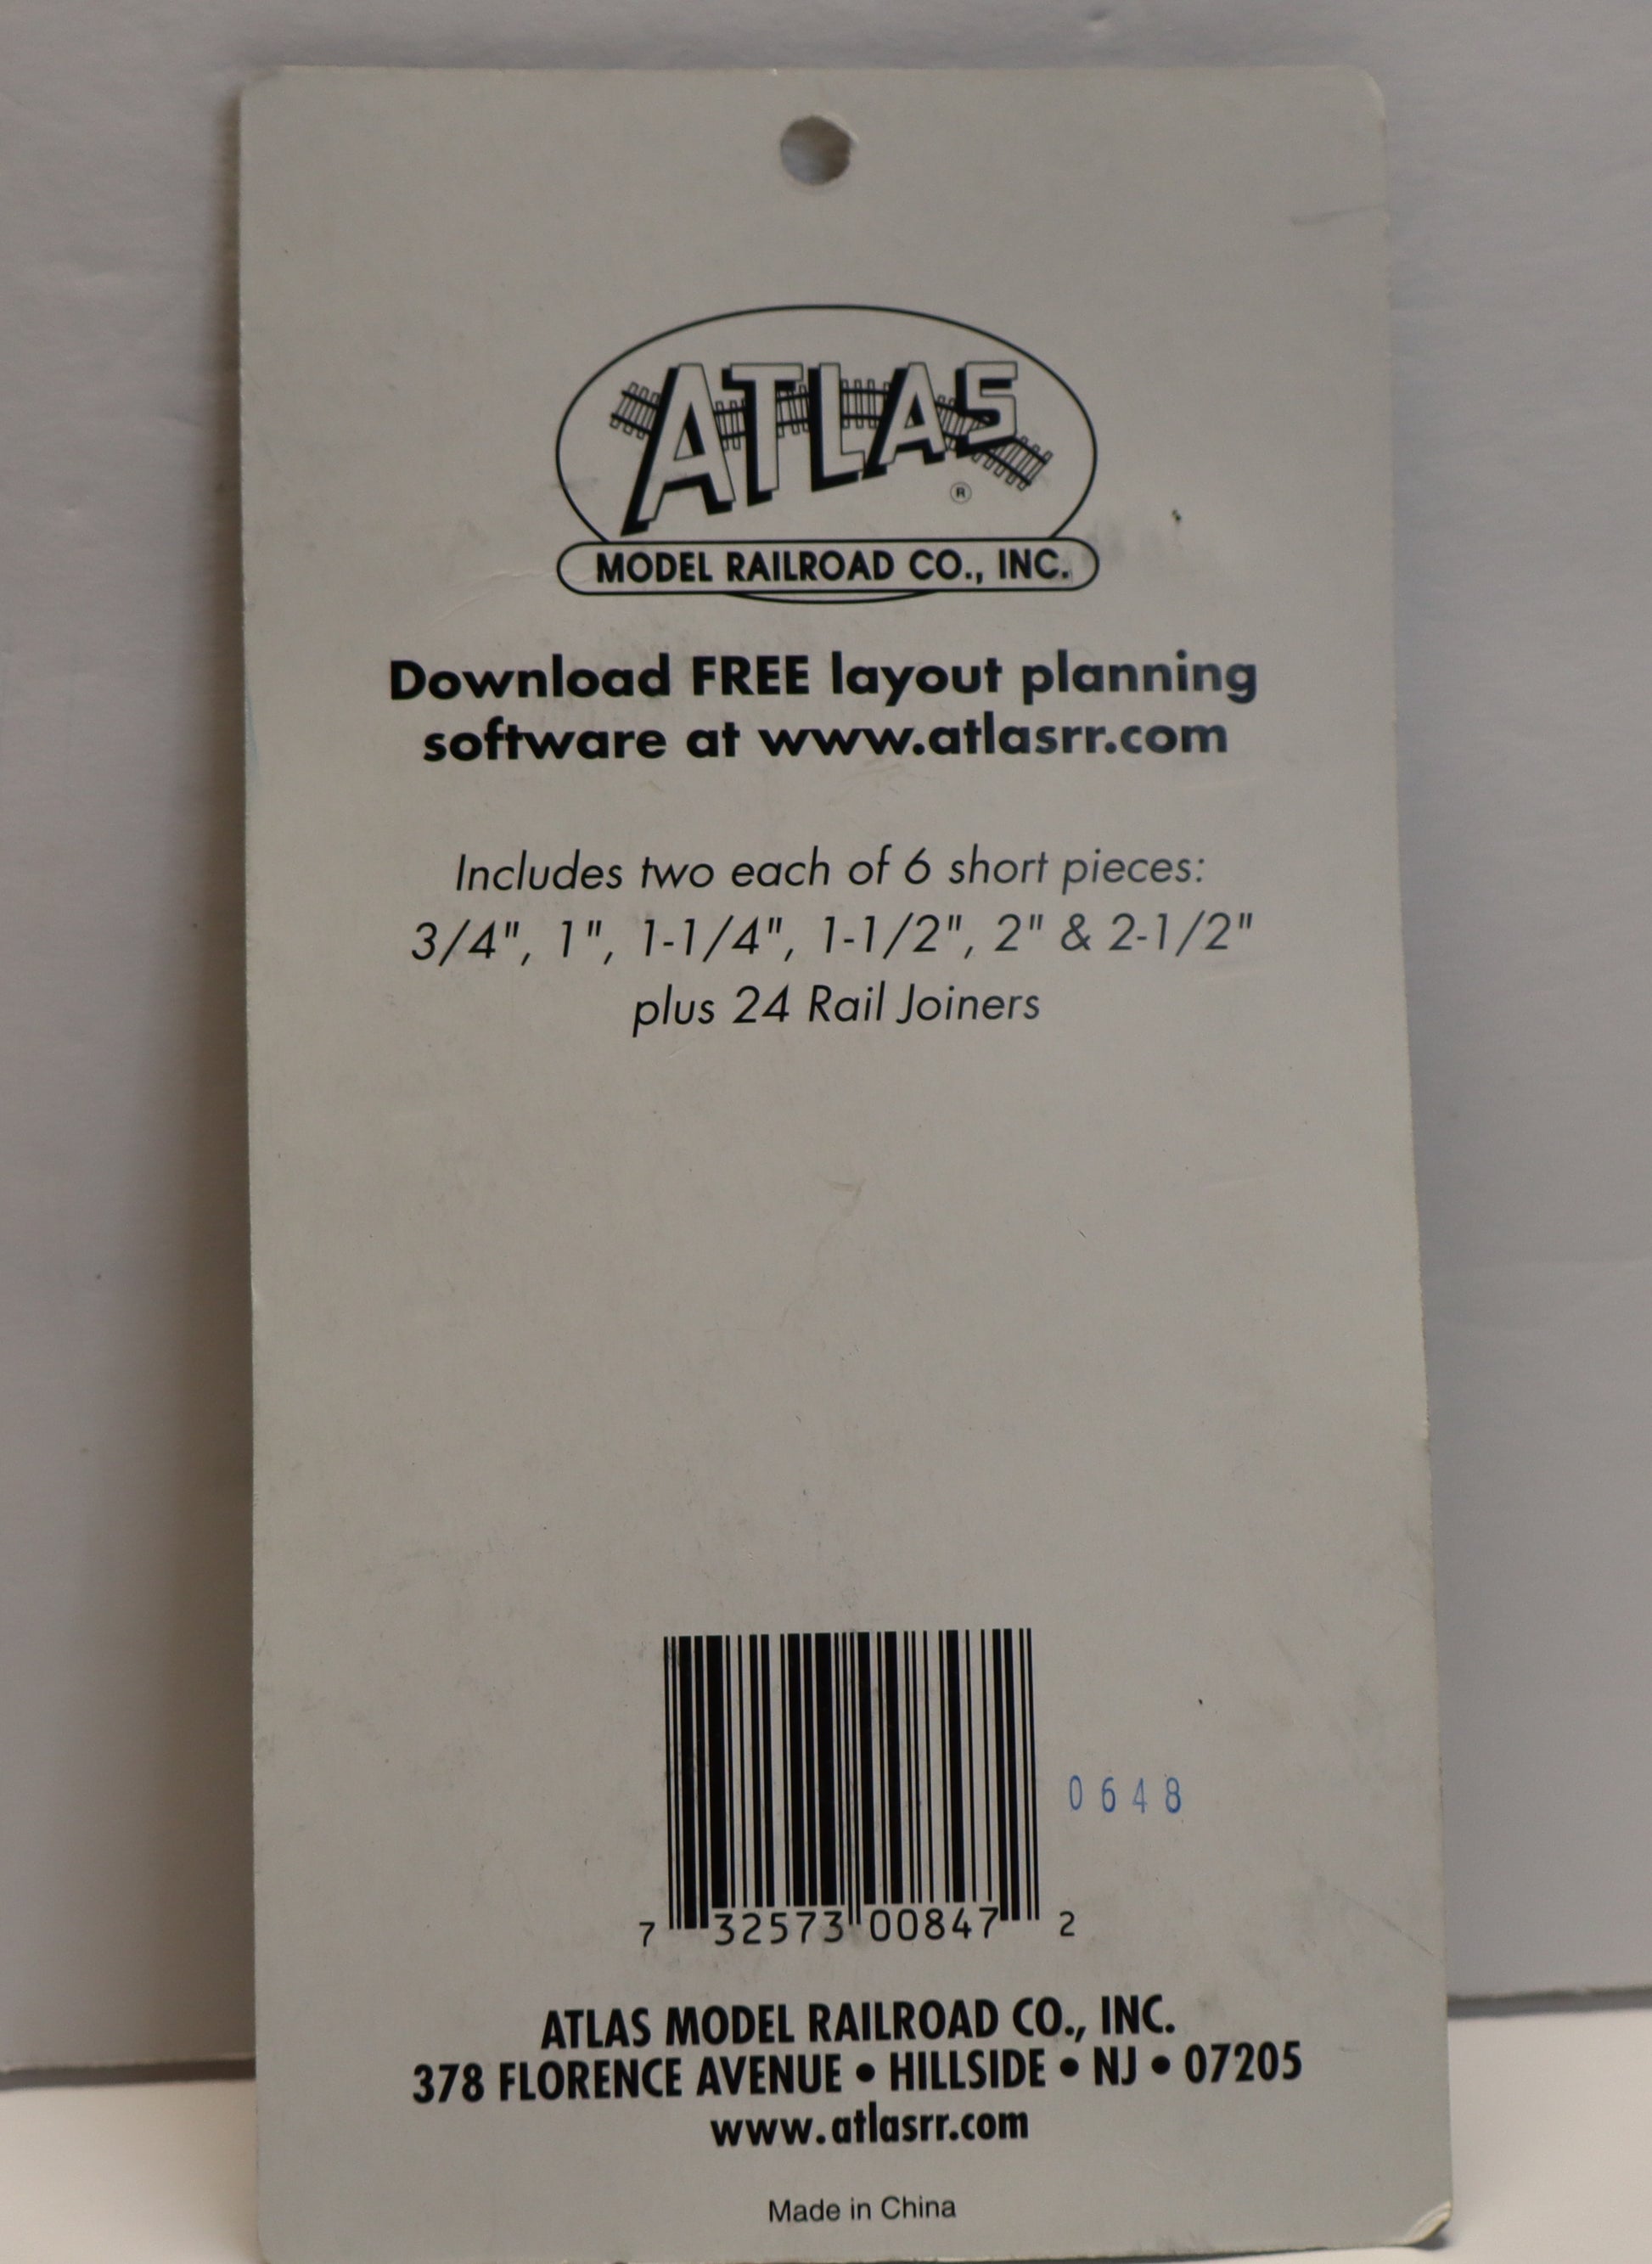 ATLAS
®
MODEL RAILROAD CO., INC.
Download FREE layout planning
software at www.atlasrr.com
Includes two each of 6 short pieces:
3/4", 1", 1-1/4", 1-1/2", 2" & 2-1/2"
plus 24 Rail Joiners
0648
7 32573 00847 2
ATLAS MODEL RAILROAD CO., INC.
378 FLORENCE AVENUE • HILLSIDE • NJ • 07205
www.atlasrr.com
Made in China